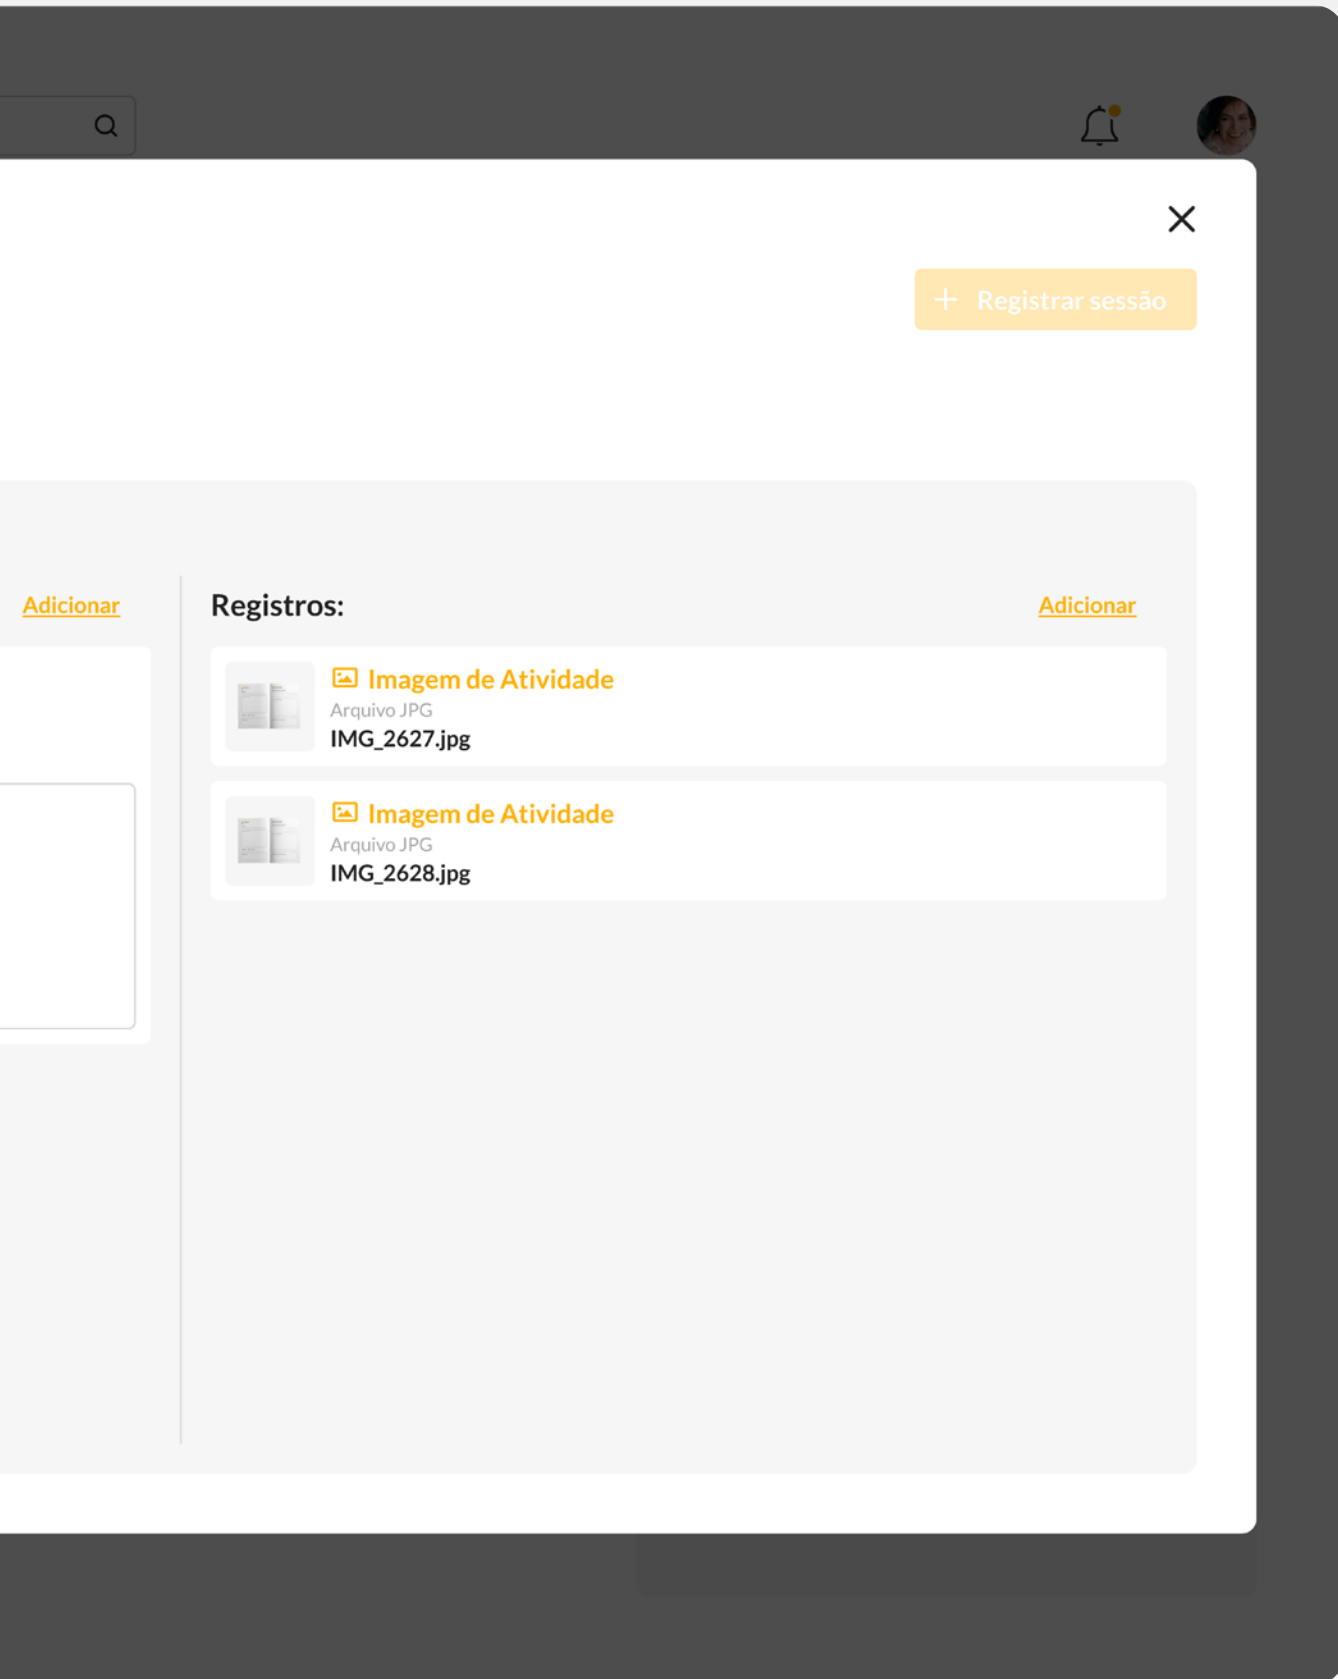 Registrar sessão
Adicionar
Registros:
Adicionar
Imagem de Atividade
Arquivo JPG
IMG_2627.jpg
Imagem de Atividade
Arquivo JPG
IMG_2628.jpg